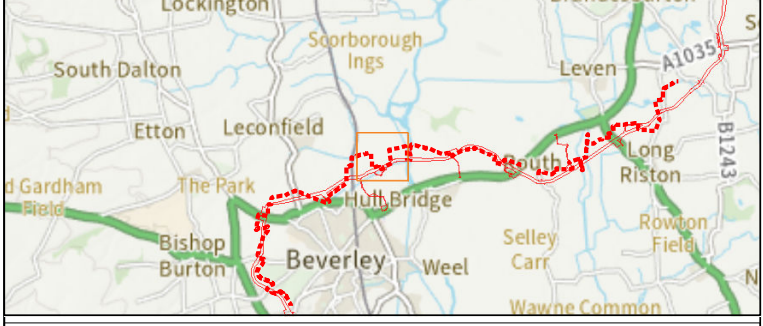 Lockington
Scorborough
Ings
South Dalton
Leven
A1035
Etton
Leconfield
B1243
South
Long
Riston
d Gardham
Field
The Park
Hull Bridge
Rowton
Field
Bishop
Burton
Beverley
Weel
Selley
Carr
N
Wayne Common